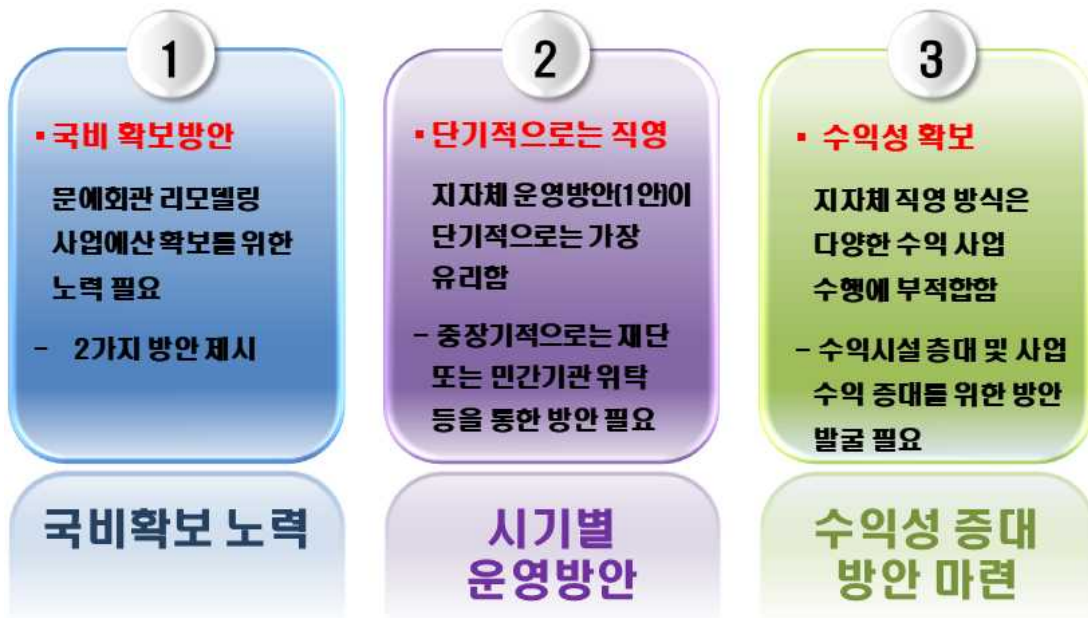 1
▪ 국비 확보방안
문예회관 리모델링
사업예산 확보를 위한
노력 필요
- 2가지 방안 제시
국비확보 노력
2
▪ 단기적으로는 직영
지자체 운영방안(1안)이
단기적으로는 가장
유리함
- 중장기적으로는 재단
또는 민간기관 위탁
등을 통한 방안 필요
시기별
운영방안
3
▪ 수익성 확보
지자체 직영 방식은
다양한 수익 사업
수행에 부적합함
- 수익시설 층대 및 사업
수익 증대를 위한 방안
발굴 필요
수익성 증대
방안 마련